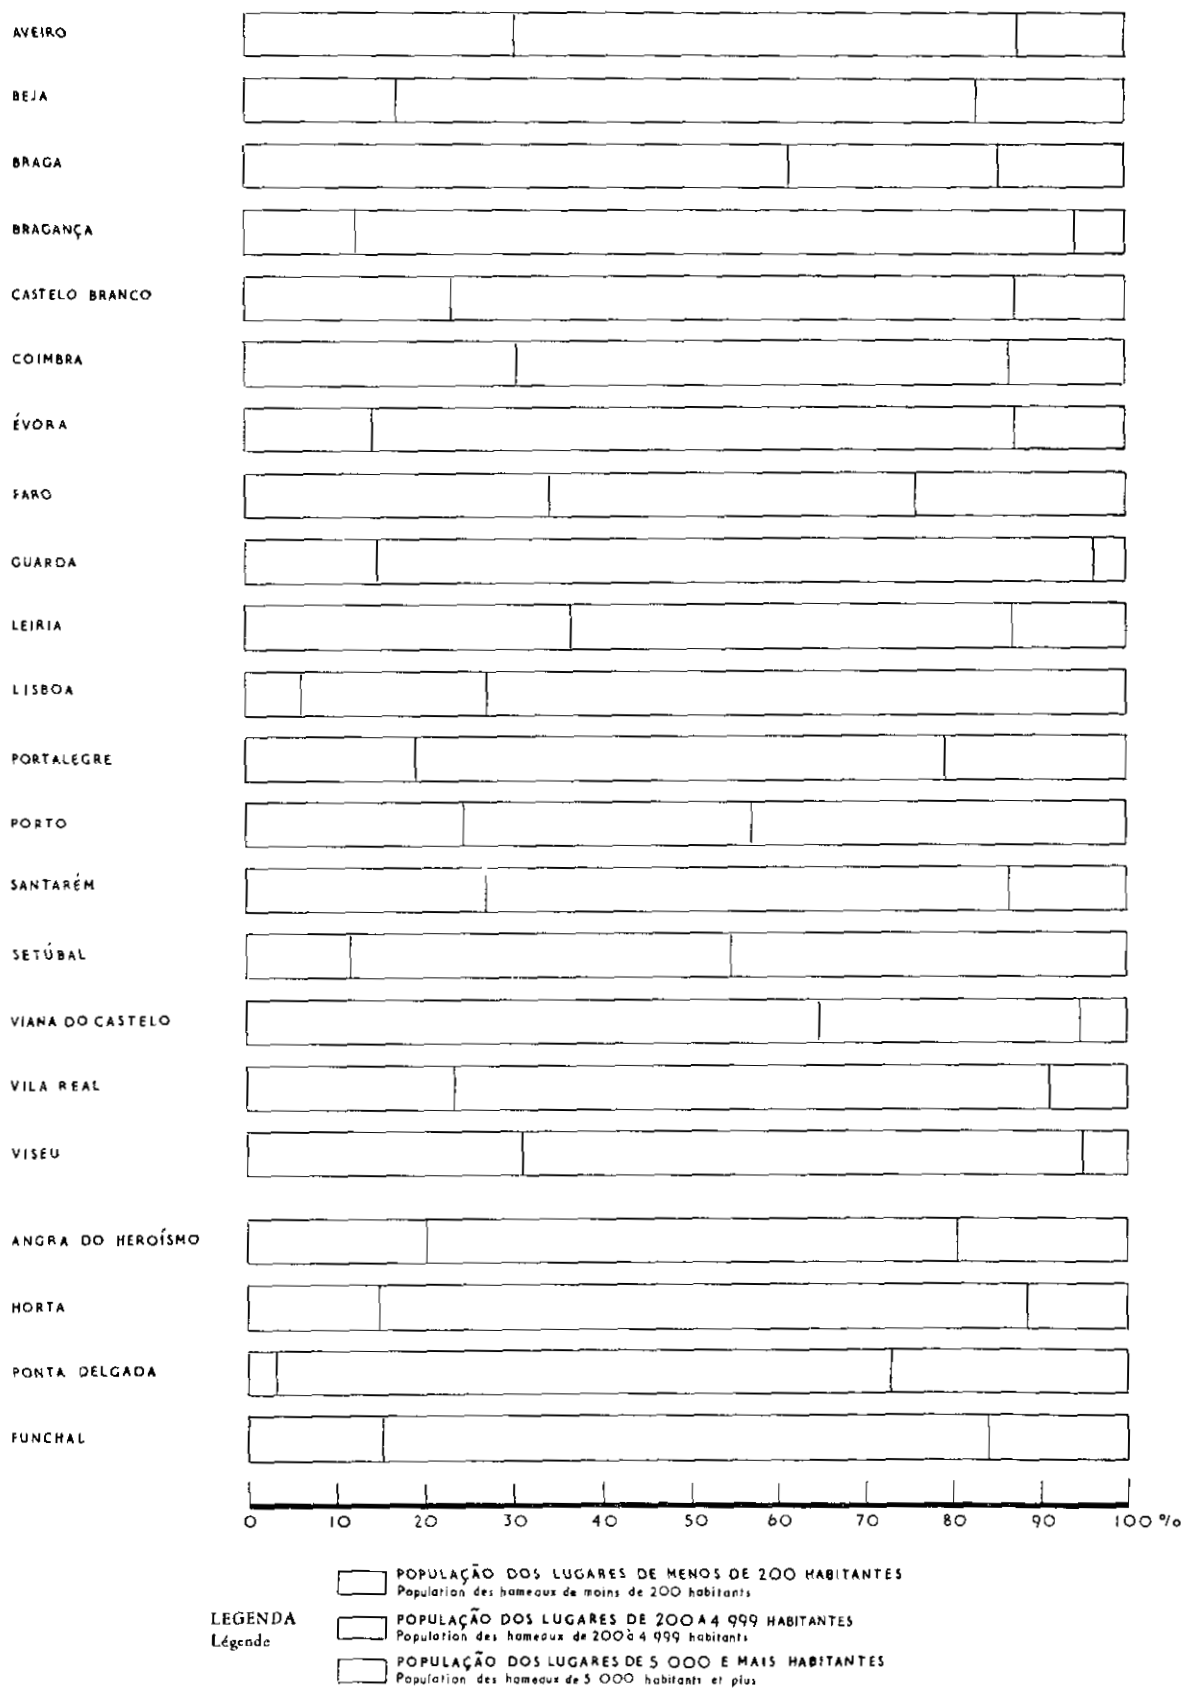 AVEIRO
BEJA
BRAGA
BRAGANÇA
CASTELO BRANCO
COIMBRA
ÉVORA
FARO
GUARDA
LEIRIA
LISBOA
PORTALEGRE
PORTO
SANTARÉM
SETÚBAL
VIANA DO CASTELO
VILA REAL
VISEU
ANGRA DO HEROÍSMO
HORTA
PONTA DELGADA
FUNCHAL
0 10 20 30 40 50 60 70 80 90 100 %
POPULAÇÃO DOS LUGARES DE MENOS DE 200 HABITANTES
Population des hameaux de moins de 200 habitants
LEGENDA
Légende
POPULAÇÃO DOS LUGARES DE 200 A 4 999 HABITANTES
Population des hameaux de 200 à 4 999 habitants
POPULAÇÃO DOS LUGARES DE 5 000 E MAIS HABITANTES
Population des hameaux de 5 000 habitants et plus